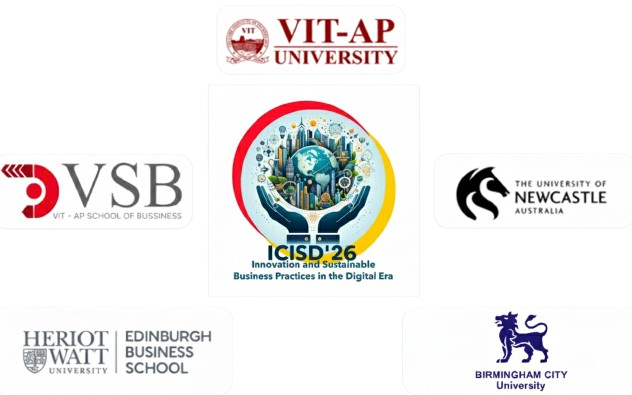 VIT
VIT-AP
UNIVERSITY
VSB
VIT - AP SCHOOL OF BUSSINESS
ICISD'26
Innovation and Sustainable
Business Practices in the Digital Era
THE UNIVERSITY OF
NEWCASTLE
AUSTRALIA
HERIOT
WATT
UNIVERSITY
EDINBURGH
BUSINESS
SCHOOL
BIRMINGHAM CITY
University